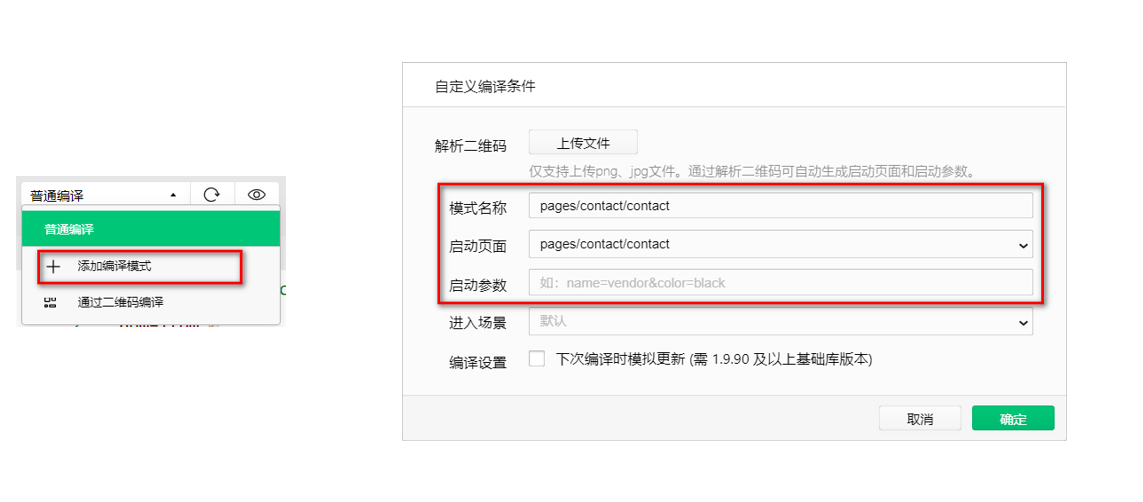 普通编译
普通编译
添加编译模式
通过二维码编译
自定义编译条件
解析二维码 上传文件
仅支持上传png、jpg文件。通过解析二维码可自动生成启动页面和启动参数。
模式名称 pages/contact/contact
启动页面 pages/contact/contact
启动参数 如：name=vendor&color=black
进入场景 默认
编译设置 下次编译时模拟更新 (需 1.9.90 及以上基础库版本)
取消 确定